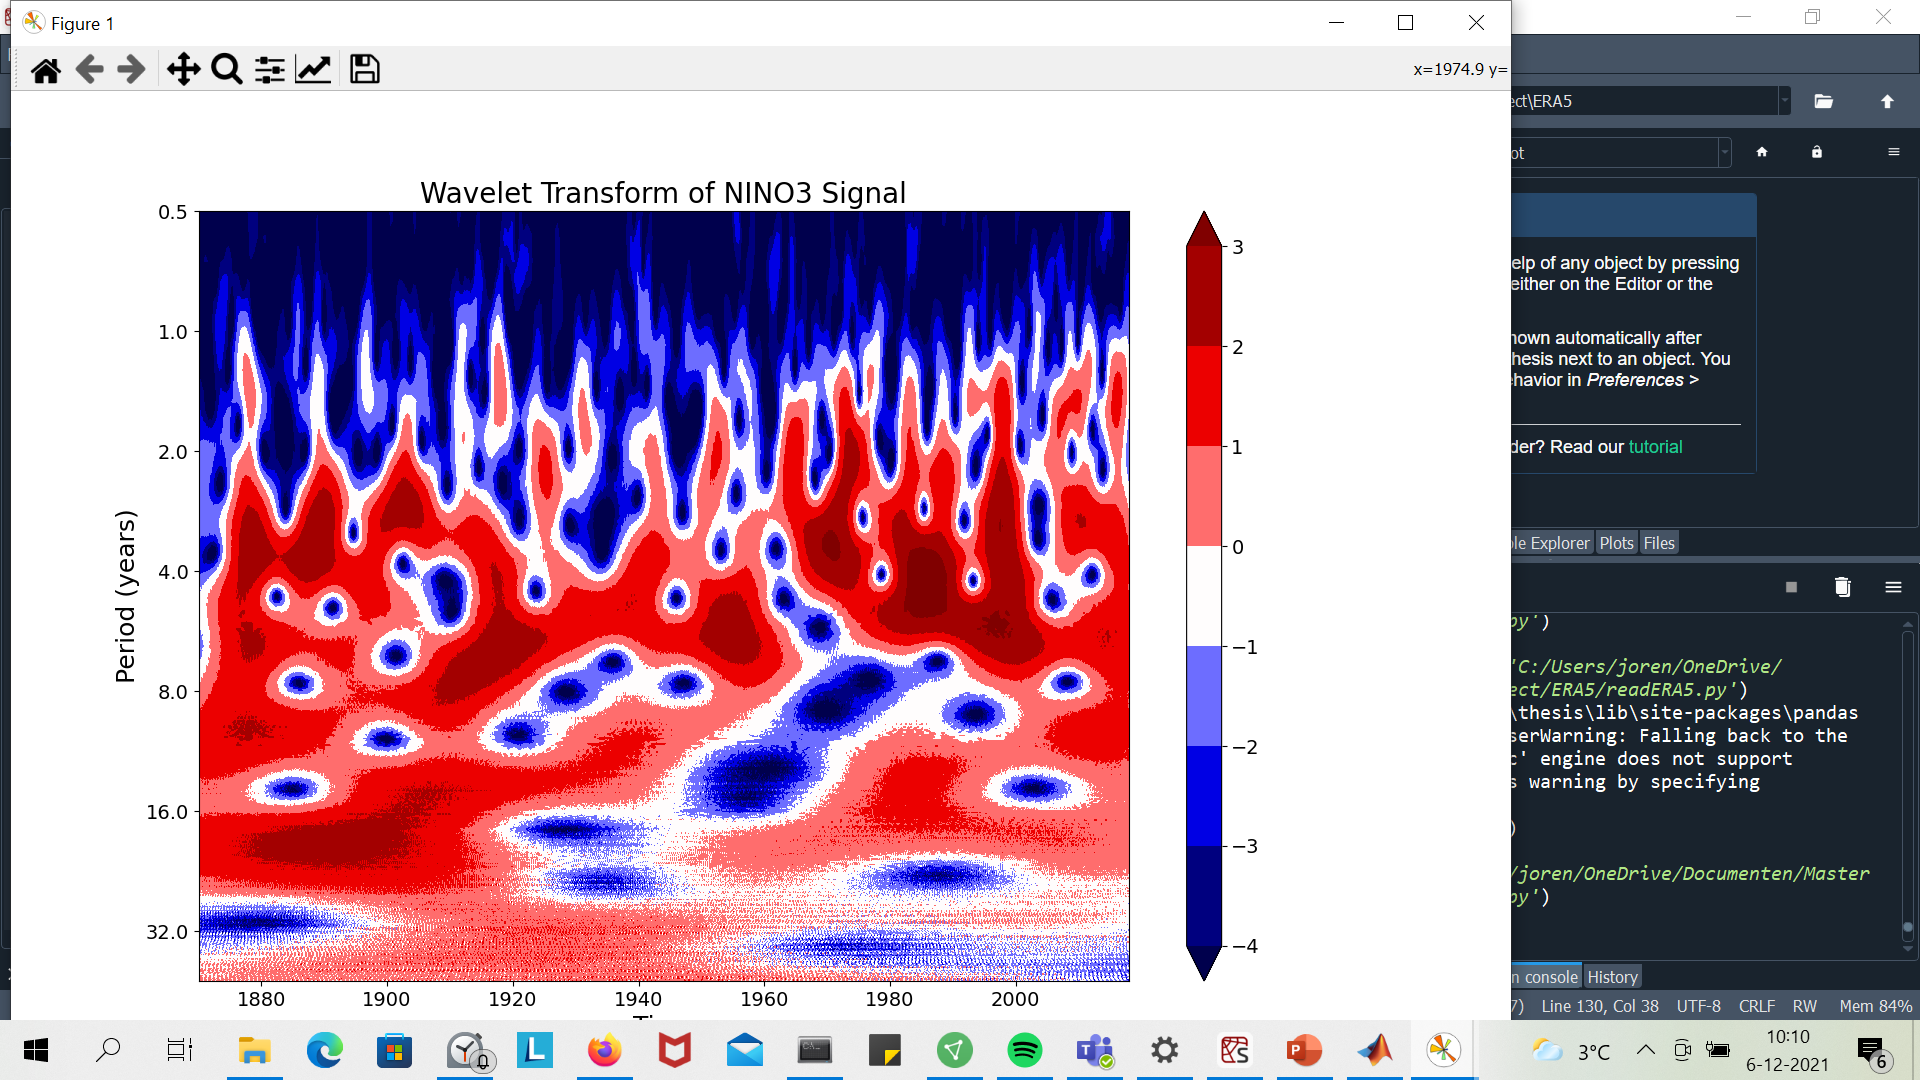 Figure 1
x=1974.9 y=
Wavelet Transform of NINO3 Signal
Period (years)
0.5
1.0
2.0
4.0
8.0
16.0
32.0
1880
1900
1920
1940
1960
1980
2000
3
2
1
0
−1
−2
−3
−4
ect\ERA5
ot
elp of any object by pressing
either on the Editor or the
hown automatically after
thesis next to an object. You
ehavior in Preferences >
der? Read our tutorial
ble Explorer Plots Files
py')
'C:/Users/joren/OneDrive/
ect/ERA5/readERA5.py')
\thesis\lib\site-packages\pandas
serWarning: Falling back to the
c' engine does not support
s warning by specifying
)
/joren/OneDrive/Documenten/Master
py')
n console History
7) Line 130, Col 38 UTF-8 CRLF RW Mem 84%
3°C
10:10
6-12-2021
6